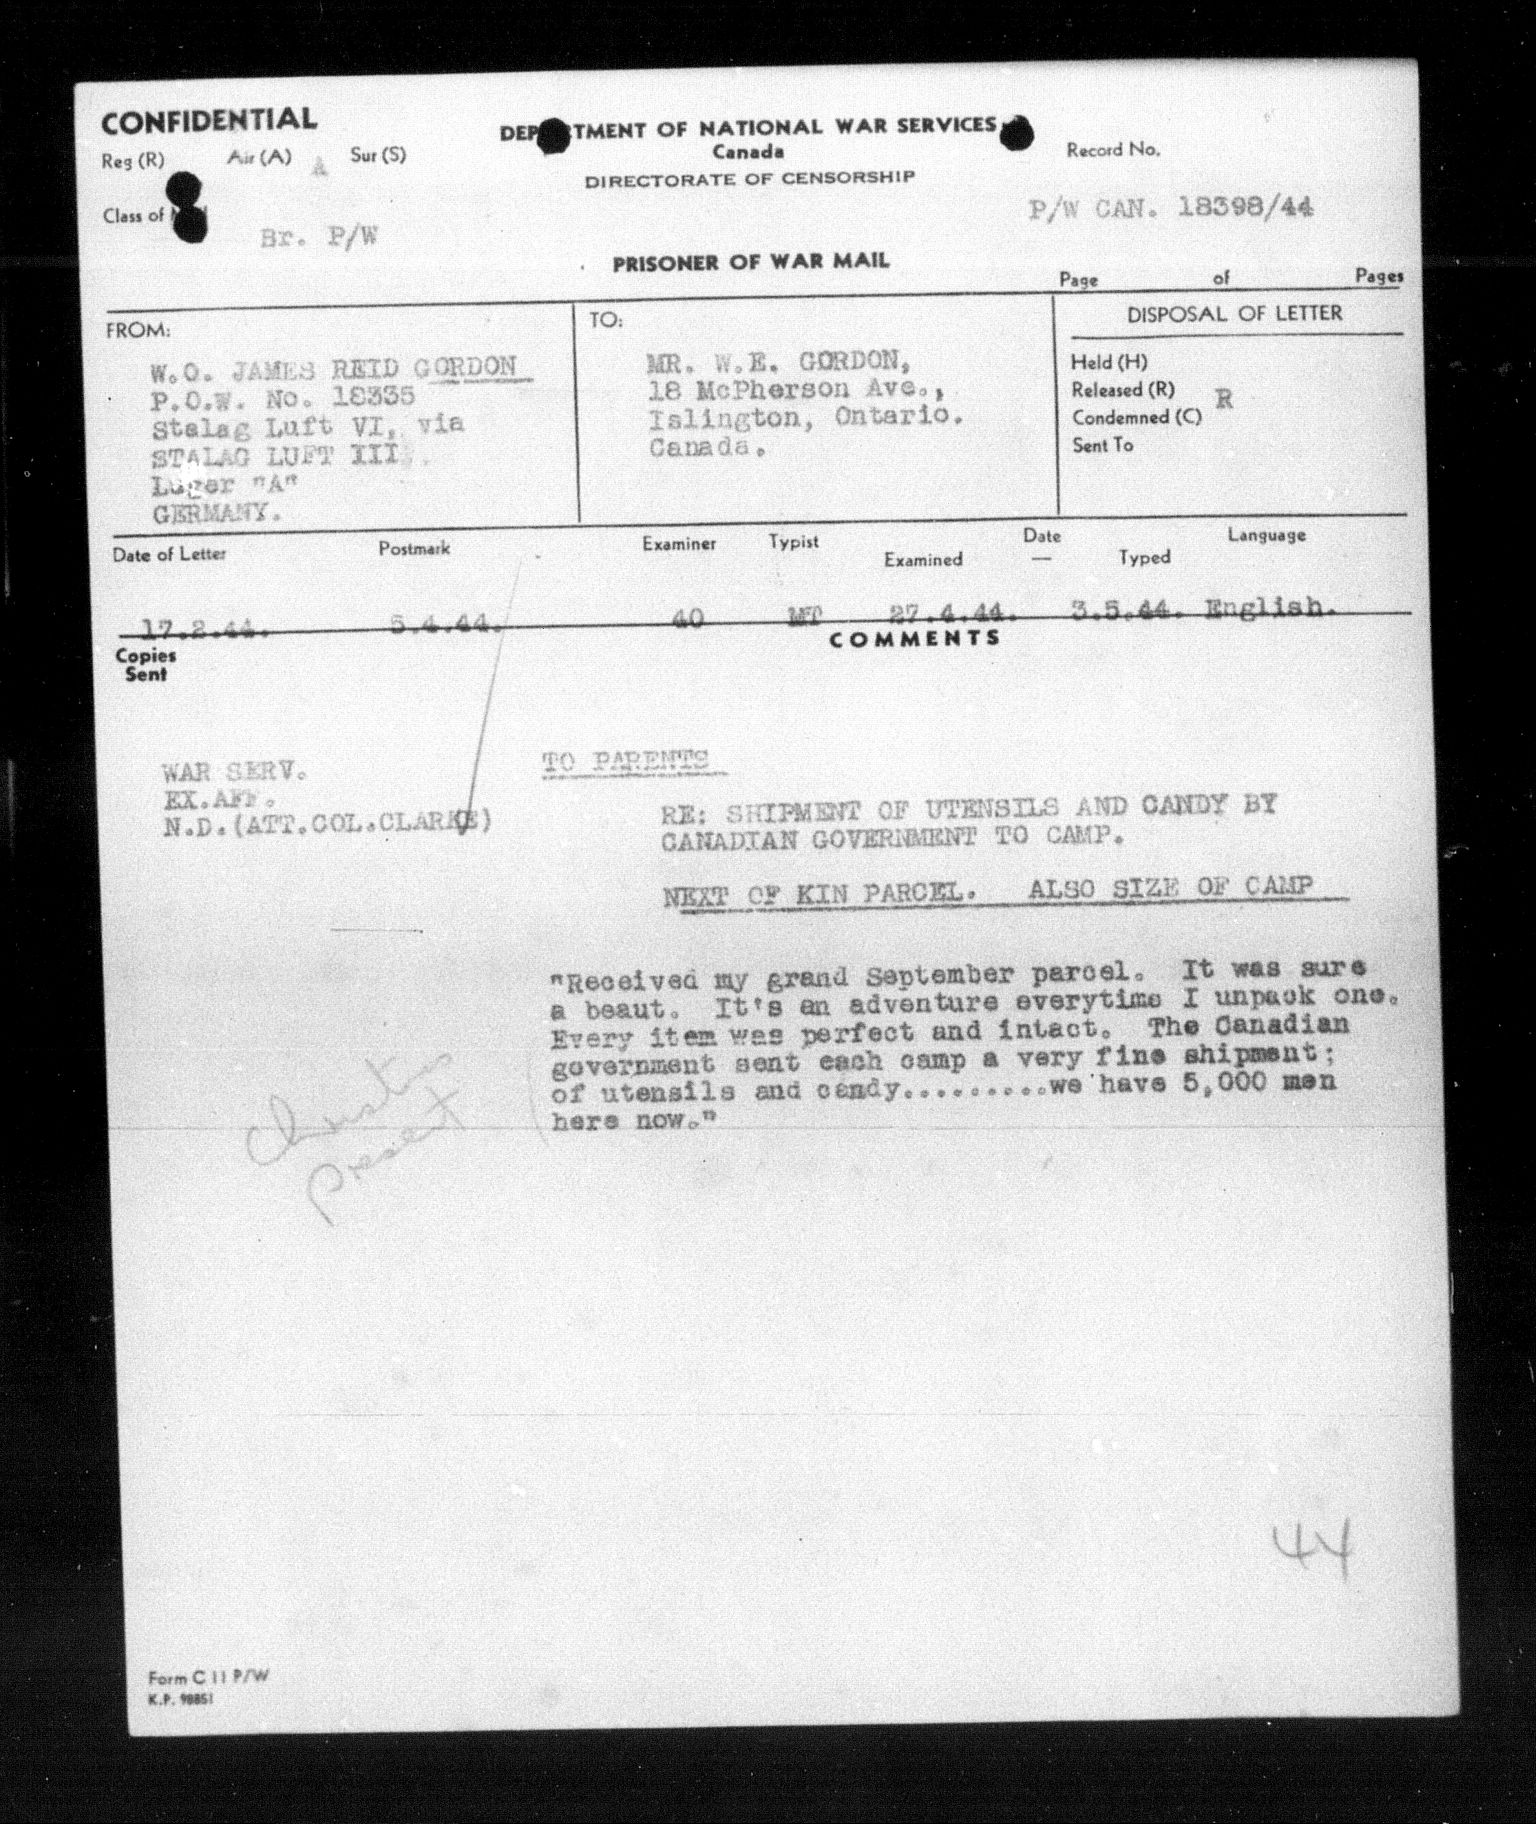 CONFIDENTIAL
Reg (R) Air (A) A Sur (S)
Class of
Br. P/W
DEPARTMENT OF NATIONAL WAR SERVICES
Canada
DIRECTORATE OF CENSORSHIP
Record No.
P/W CAN. 18398/44
PRISONER OF WAR MAIL
Page of Pages
FROM:
W.O. JAMES REID GORDON
P.O.W. No. 18335
Stalag Luft VI, via
STALAG LUFT III
Lager "A"
GERMANY.
TO:
MR. W.E. GORDON,
18 McPherson Ave.,
Islington, Ontario.
Canada.
DISPOSAL OF LETTER
Held (H)
Released (R) R
Condemned (C)
Sent To
Date of Letter Postmark Examiner Typist Examined Date — Typed Language
17.2.44. 5.4.44. 40 MT 27.4.44. 3.5.44. English.
COMMENTS
Copies
Sent
WAR SERV.
EX.AFF.
N.D.(ATT.COL.CLARKE)
TO PARENTS
RE: SHIPMENT OF UTENSILS AND CANDY BY
CANADIAN GOVERNMENT TO CAMP.
NEXT OF KIN PARCEL. ALSO SIZE OF CAMP
"Received my grand September parcel. It was sure
a beaut. It's an adventure everytime I unpack one.
Every item was perfect and intact. The Canadian
government sent each camp a very fine shipment;
of utensils and candy.........we have 5,000 men
here now."
present
44
Form C 11 P/W
K.P. 98851